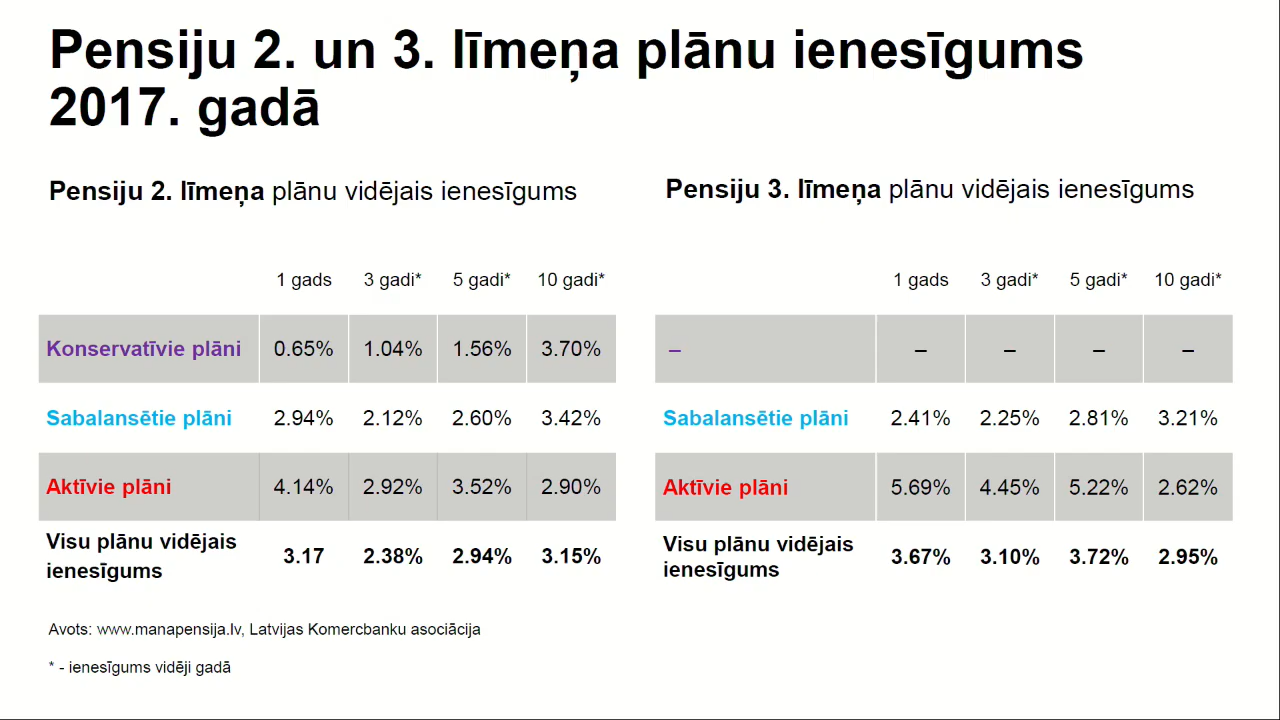 Pensiju 2. un 3. līmeņa plānu ienesīgums
2017. gadā
Pensiju 2. līmeņa plānu vidējais ienesīgums
1 gads 3 gadi* 5 gadi* 10 gadi*
Konservatīvie plāni 0.65% 1.04% 1.56% 3.70%
Sabalansētie plāni 2.94% 2.12% 2.60% 3.42%
Aktīvie plāni 4.14% 2.92% 3.52% 2.90%
Visu plānu vidējais
ienesīgums 3.17 2.38% 2.94% 3.15%
Pensiju 3. līmeņa plānu vidējais ienesīgums
1 gads 3 gadi* 5 gadi* 10 gadi*
– – – – –
Sabalansētie plāni 2.41% 2.25% 2.81% 3.21%
Aktīvie plāni 5.69% 4.45% 5.22% 2.62%
Visu plānu vidējais
ienesīgums 3.67% 3.10% 3.72% 2.95%
Avots: www.manapensija.lv, Latvijas Komercbanku asociācija
* - ienesīgums vidēji gadā